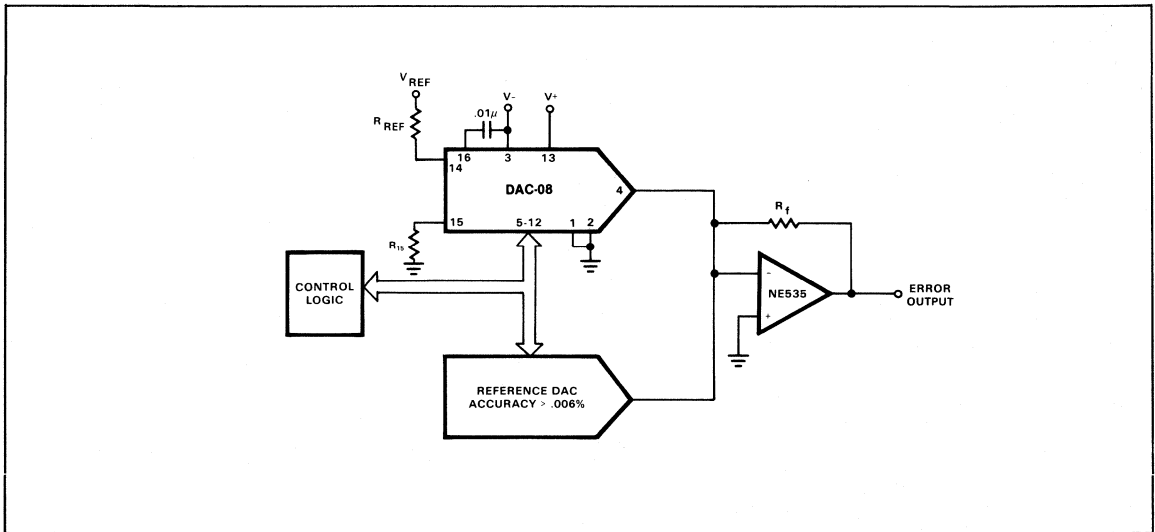 V REF
R REF
.01μ
V-
V+
16
3
13
14
DAC-08
4
15
5-12
1
2
R15
Rf
CONTROL
LOGIC
-
NE535
+
ERROR
OUTPUT
REFERENCE DAC
ACCURACY > .006%